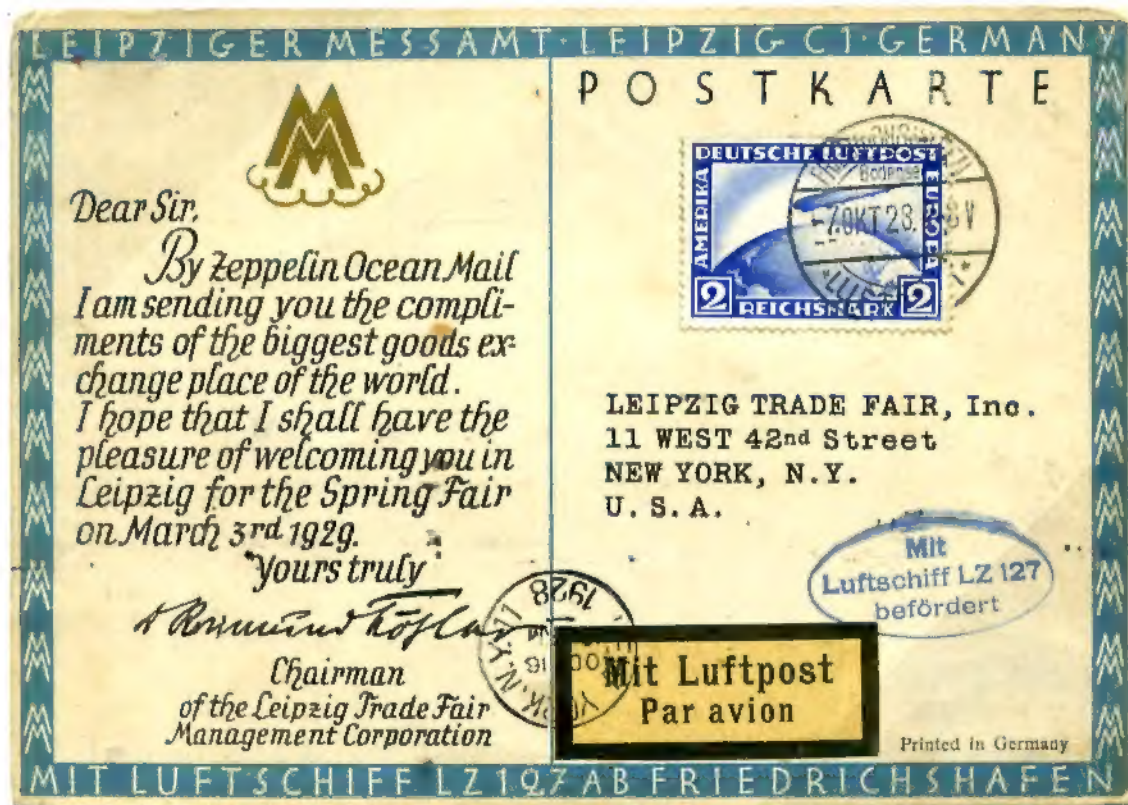 LEIPZIGER MESSAMT·LEIPZIG C1·GERMANY
MM
Dear Sir.
By Zeppelin Ocean Mail
I am sending you the compli-
ments of the biggest goods ex-
change place of the world.
I hope that I shall have the
pleasure of welcoming you in
Leipzig for the Spring Fair
on March 3rd 1929.
Yours truly
Chairman
of the Leipzig Trade Fair
Management Corporation
POSTKARTE
DEUTSCHE LUFTPOST
AMERIKA
EUROPA
2 REICHSMARK 2
Bodensee
-7.OKT 28. 
LEIPZIG TRADE FAIR, Inc.
11 WEST 42nd Street
NEW YORK, N.Y.
U. S. A.
Mit
Luftschiff LZ 127
befördert
1928
16
YORK, N.Y.
Mit Luftpost
Par avion
Printed in Germany
MIT LUFTSCHIFF LZ 127 AB FRIEDRICHSHAFEN